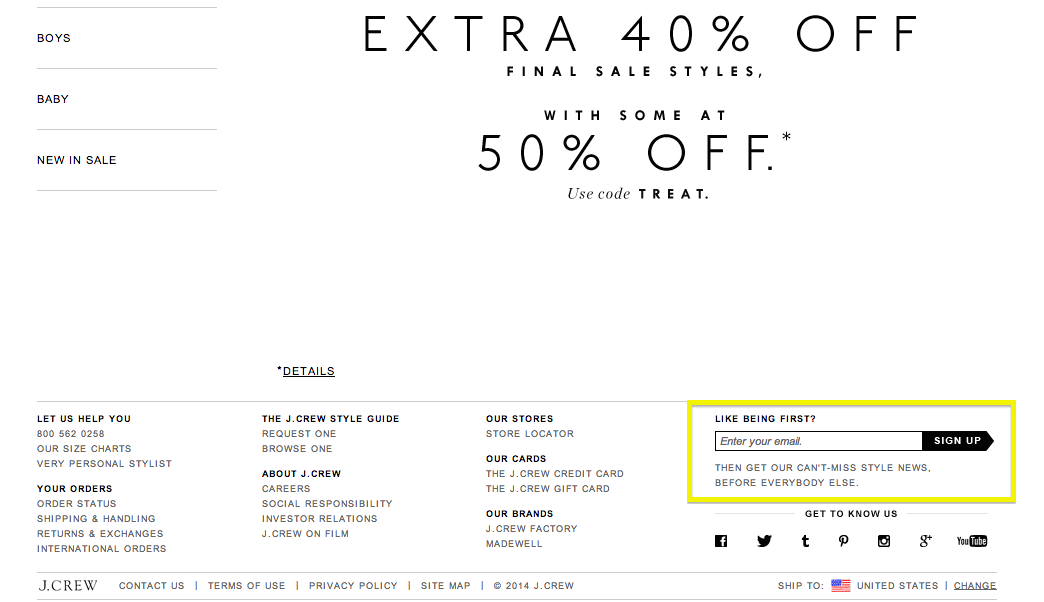 BOYS
BABY
NEW IN SALE
EXTRA 40% OFF
FINAL SALE STYLES,
WITH SOME AT
50% OFF.*
Use code TREAT.
*DETAILS
LET US HELP YOU
800 562 0258
OUR SIZE CHARTS
VERY PERSONAL STYLIST
YOUR ORDERS
ORDER STATUS
SHIPPING & HANDLING
RETURNS & EXCHANGES
INTERNATIONAL ORDERS
THE J.CREW STYLE GUIDE
REQUEST ONE
BROWSE ONE
ABOUT J.CREW
CAREERS
SOCIAL RESPONSIBILITY
INVESTOR RELATIONS
J.CREW ON FILM
OUR STORES
STORE LOCATOR
OUR CARDS
THE J.CREW CREDIT CARD
THE J.CREW GIFT CARD
OUR BRANDS
J.CREW FACTORY
MADEWELL
LIKE BEING FIRST?
Enter your email. SIGN UP
THEN GET OUR CAN'T-MISS STYLE NEWS,
BEFORE EVERYBODY ELSE.
GET TO KNOW US
YouTube
J.CREW CONTACT US | TERMS OF USE | PRIVACY POLICY | SITE MAP | © 2014 J.CREW SHIP TO: UNITED STATES | CHANGE